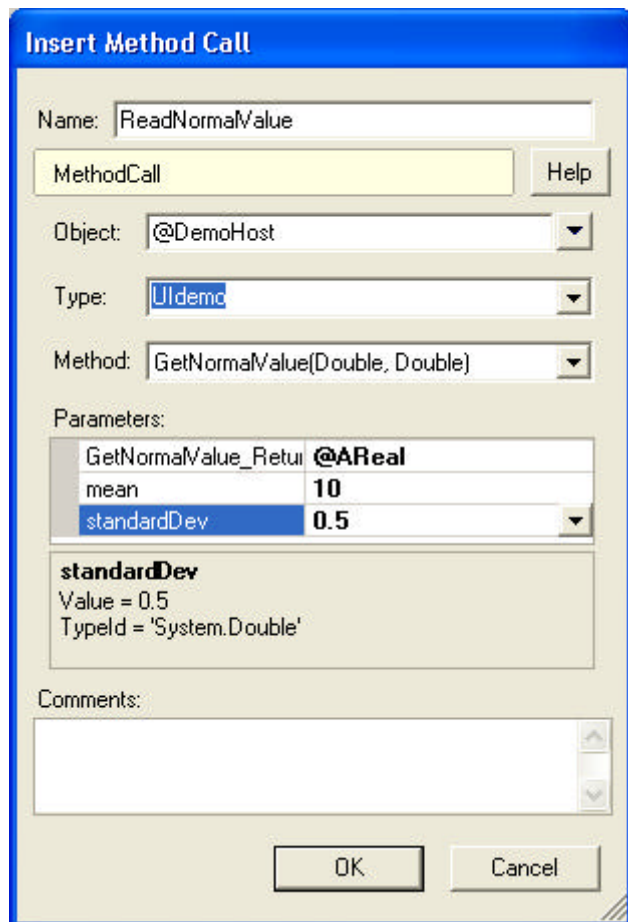 Insert Method Call
Name: ReadNormalValue
MethodCall Help
Object: @DemoHost
Type: UIdemo
Method: GetNormalValue(Double, Double)
Parameters:
GetNormalValue_Retur @AReal
mean 10
standardDev 0.5
standardDev
Value = 0.5
TypeId = 'System.Double'
Comments:
OK Cancel